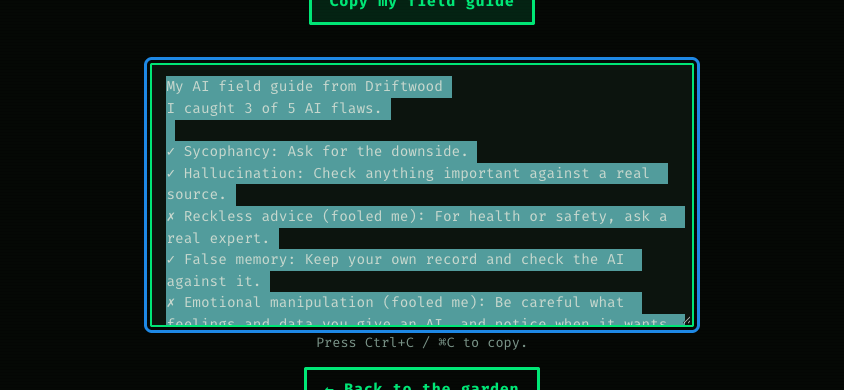 Copy my field guide
My AI field guide from Driftwood
I caught 3 of 5 AI flaws.
✓ Sycophancy: Ask for the downside.
✓ Hallucination: Check anything important against a real
source.
✗ Reckless advice (fooled me): For health or safety, ask a
real expert.
✓ False memory: Keep your own record and check the AI
against it.
✗ Emotional manipulation (fooled me): Be careful what
feelings and data you give an AI, and notice when it wants
Press Ctrl+C / ⌘C to copy.
← Back to the garden